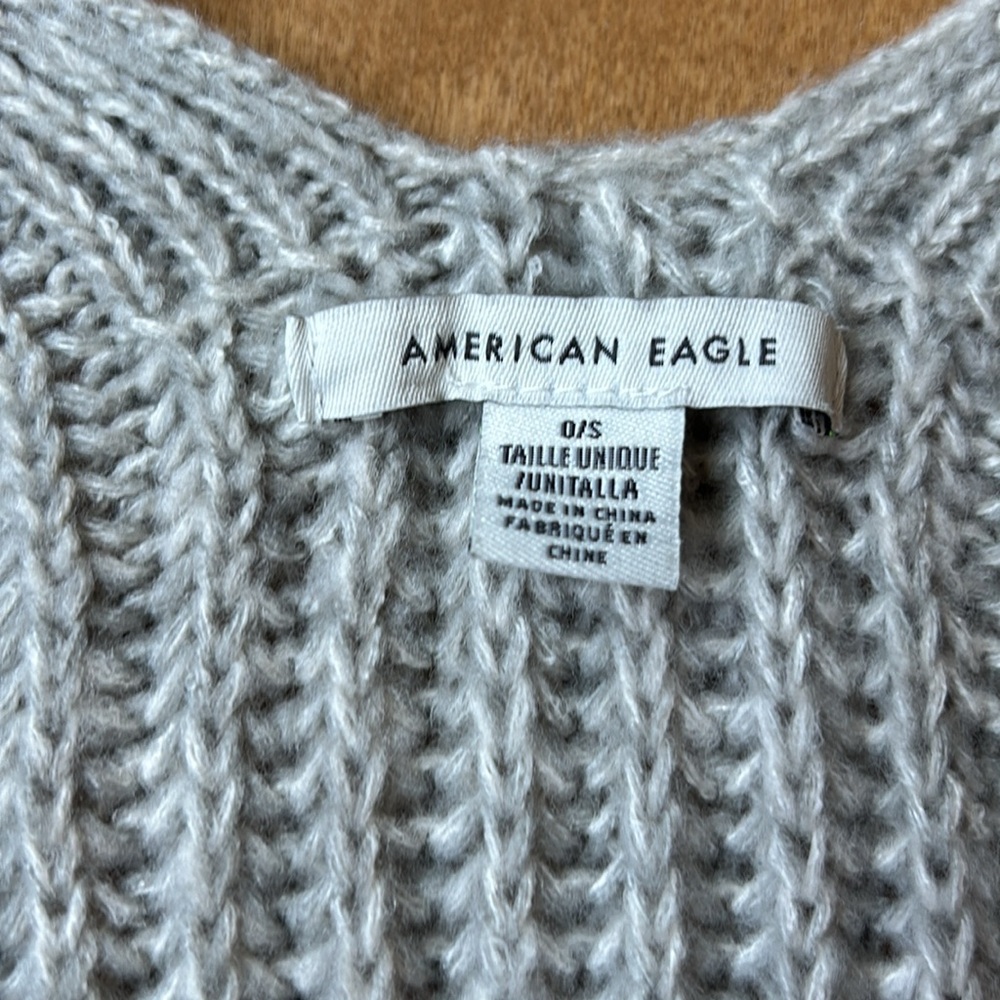 AMERICAN EAGLE
O/S
TAILLE UNIQUE
/UNITALLA
MADE IN CHINA
FABRIQUÉ EN
CHINE